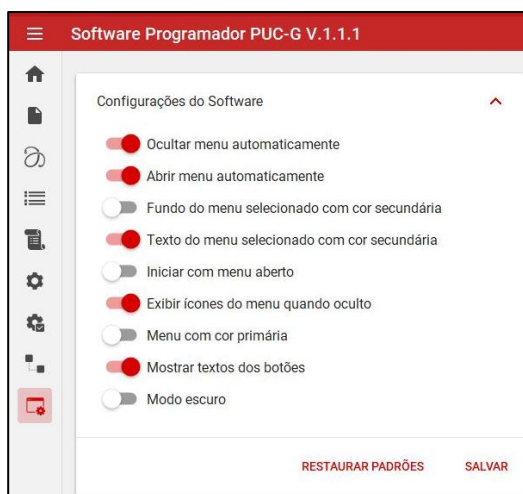 Software Programador PUC-G V.1.1.1
Configurações do Software
Ocultar menu automaticamente
Abrir menu automaticamente
Fundo do menu selecionado com cor secundária
Texto do menu selecionado com cor secundária
Iniciar com menu aberto
Exibir ícones do menu quando oculto
Menu com cor primária
Mostrar textos dos botões
Modo escuro
RESTAURAR PADRÕES SALVAR